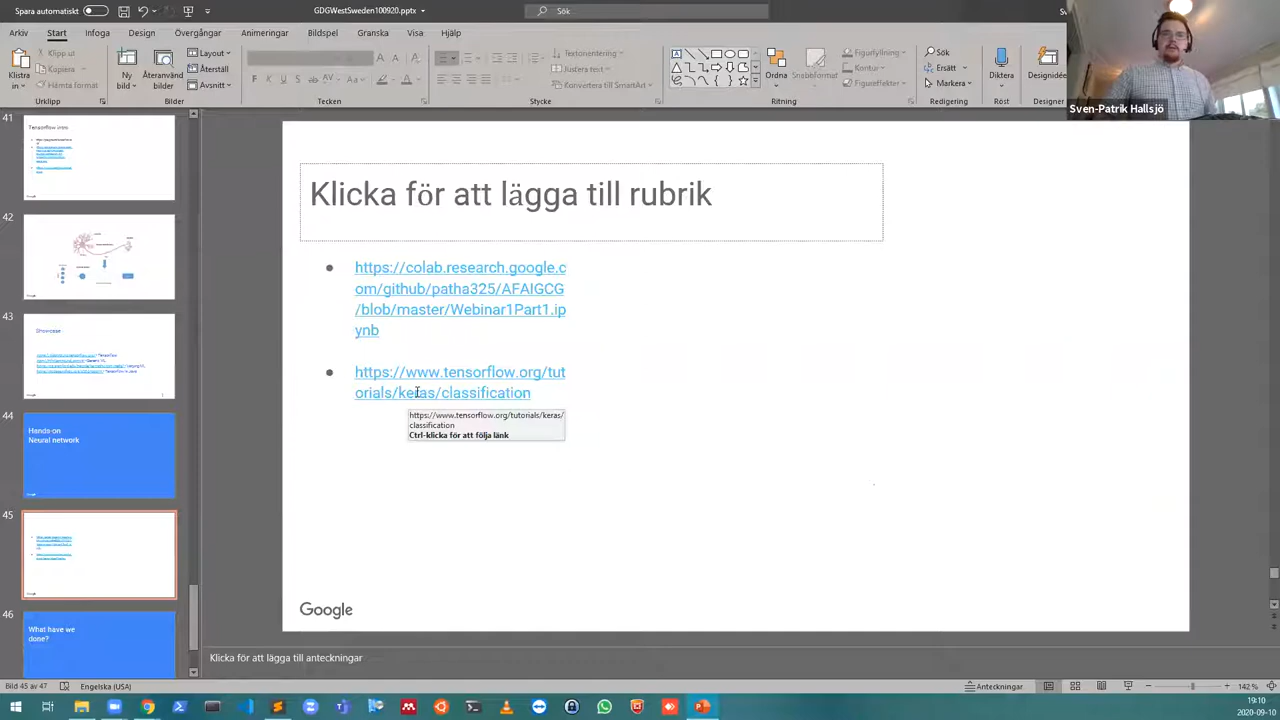 Spara automatiskt
GDGWestSweden100920.pptx
Sök
Arkiv
Start
Infoga
Design
Övergångar
Animeringar
Bildspel
Granska
Visa
Hjälp
Klistra
in
Klipp ut
Kopiera
Hämta format
Urklipp
Ny
bild
Återanvänd
bilder
Layout
Återställ
Avsnitt
Bilder
Tecken
Textorientering
Justera text
Konvertera till SmartArt
Stycke
Ordna
Snabbformat
Figurfyllning
Kontur
Figureffekter
Ritning
Sök
Ersätt
Markera
Redigering
Diktera
Röst
Designidéer
Designer
Sven-Patrik Hallsjö
41
Tensorflow intro
42
43
Showcase
44
Hands-on
Neural network
45
46
What have we
done?
Klicka för att lägga till rubrik
https://colab.research.google.c
om/github/patha325/AFAIGCG
/blob/master/Webinar1Part1.ip
ynb
https://www.tensorflow.org/tut
orials/keras/classification
https://www.tensorflow.org/tutorials/keras/
classification
Ctrl-klicka för att följa länk
Google
Klicka för att lägga till anteckningar
Bild 45 av 47
Engelska (USA)
Anteckningar
142 %
19:10
2020-09-10